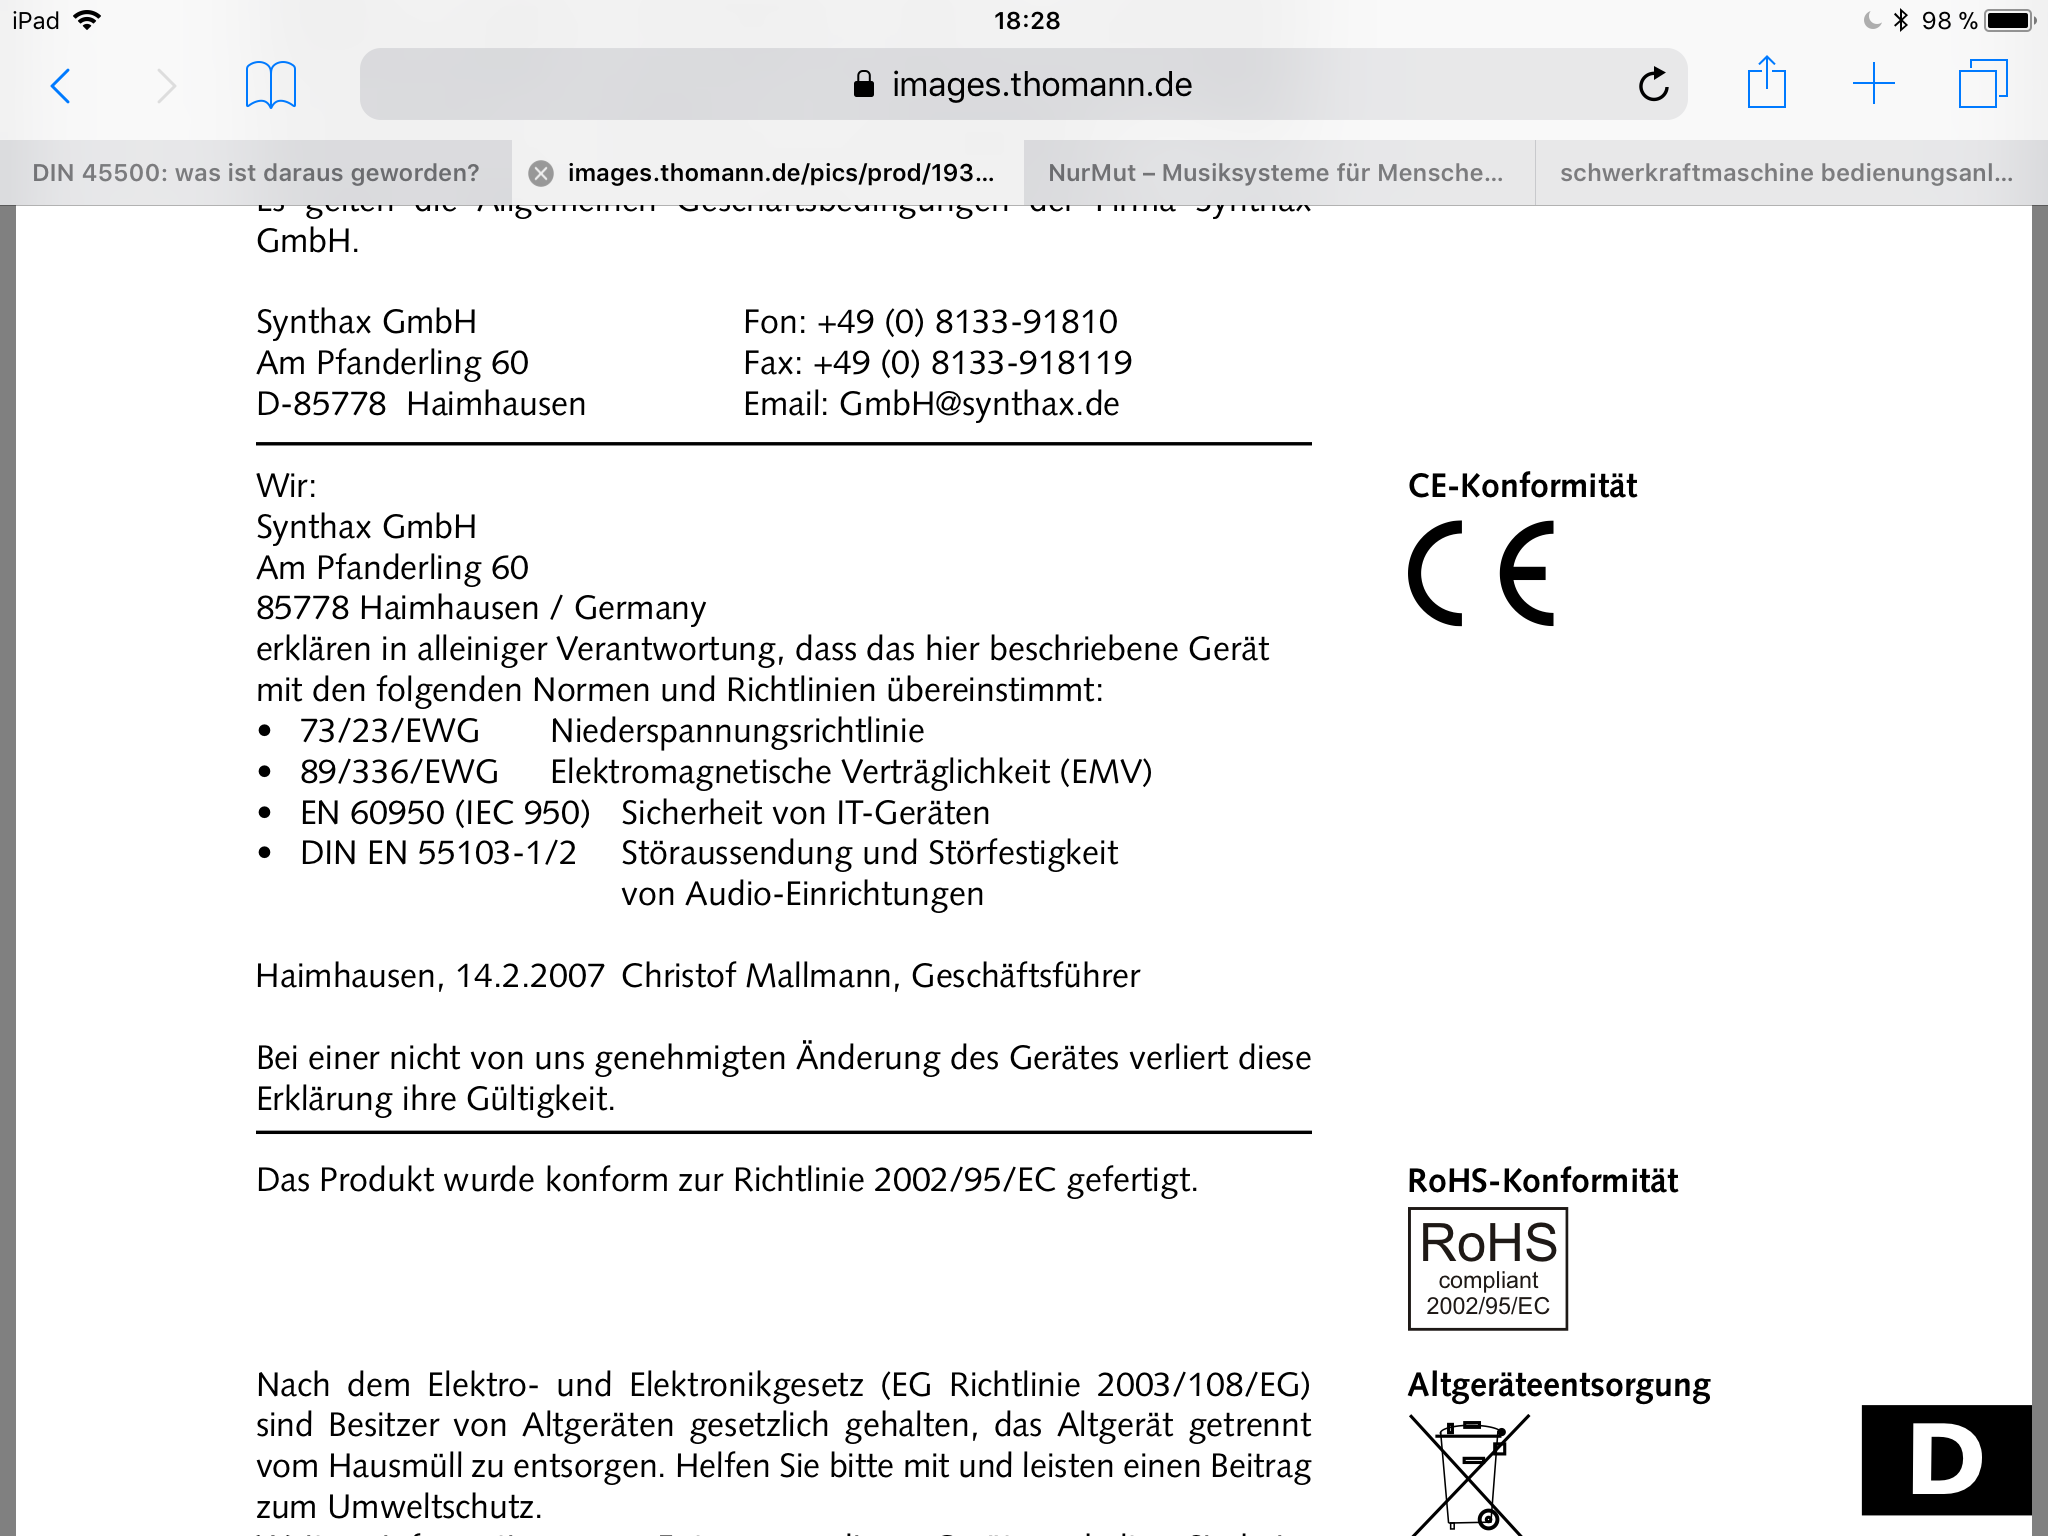 iPad 18:28 98 %
images.thomann.de
DIN 45500: was ist daraus geworden? images.thomann.de/pics/prod/193... NurMut – Musiksysteme für Mensche... schwerkraftmaschine bedienungsanl...
Es gelten die Allgemeinen Geschäftsbedingungen der Firma Synthax
GmbH.
Synthax GmbH Fon: +49 (0) 8133-91810
Am Pfanderling 60 Fax: +49 (0) 8133-918119
D-85778 Haimhausen Email: GmbH@synthax.de
Wir:
CE-Konformität
CE
Synthax GmbH
Am Pfanderling 60
85778 Haimhausen / Germany
erklären in alleiniger Verantwortung, dass das hier beschriebene Gerät
mit den folgenden Normen und Richtlinien übereinstimmt:
• 73/23/EWG Niederspannungsrichtlinie
• 89/336/EWG Elektromagnetische Verträglichkeit (EMV)
• EN 60950 (IEC 950) Sicherheit von IT-Geräten
• DIN EN 55103-1/2 Störaussendung und Störfestigkeit
von Audio-Einrichtungen
Haimhausen, 14.2.2007 Christof Mallmann, Geschäftsführer
Bei einer nicht von uns genehmigten Änderung des Gerätes verliert diese
Erklärung ihre Gültigkeit.
Das Produkt wurde konform zur Richtlinie 2002/95/EC gefertigt.
RoHS-Konformität
RoHS
compliant
2002/95/EC
Nach dem Elektro- und Elektronikgesetz (EG Richtlinie 2003/108/EG)
sind Besitzer von Altgeräten gesetzlich gehalten, das Altgerät getrennt
vom Hausmüll zu entsorgen. Helfen Sie bitte mit und leisten einen Beitrag
zum Umweltschutz.
Altgeräteentsorgung
D